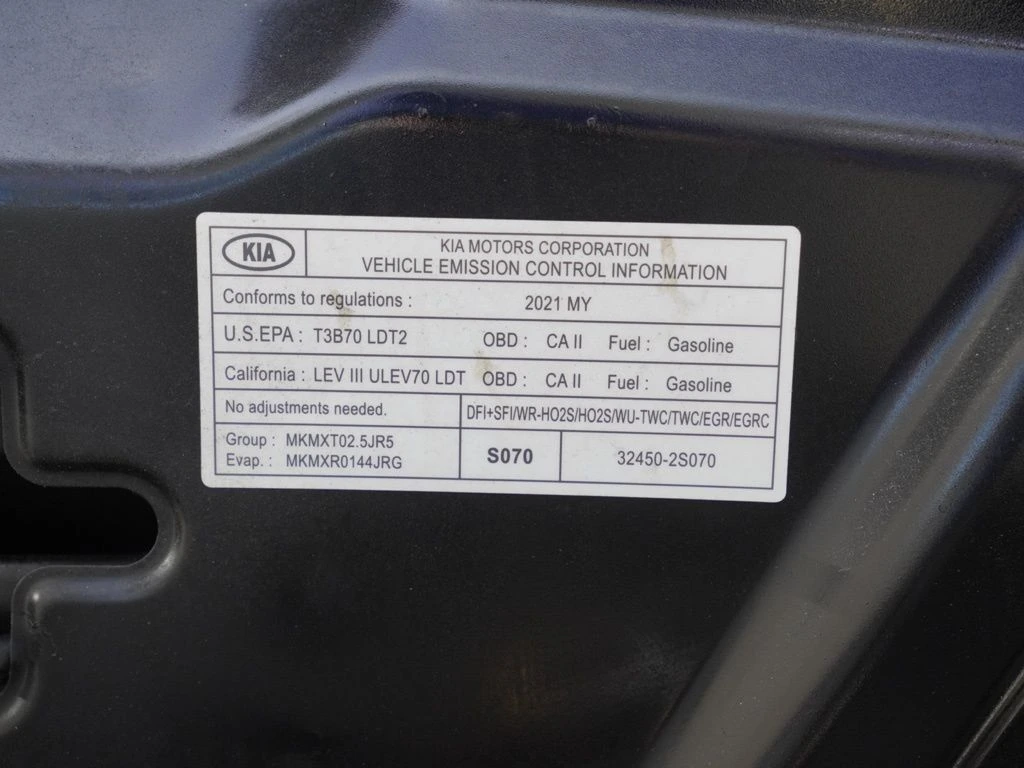 KIA
KIA MOTORS CORPORATION
VEHICLE EMISSION CONTROL INFORMATION
Conforms to regulations : 2021 MY
U.S.EPA : T3B70 LDT2 OBD : CA II Fuel : Gasoline
California : LEV III ULEV70 LDT OBD : CA II Fuel : Gasoline
No adjustments needed. DFI+SFI/WR-HO2S/HO2S/WU-TWC/TWC/EGR/EGRC
Group : MKMXT02.5JR5
Evap. : MKMXR0144JRG
S070 32450-2S070